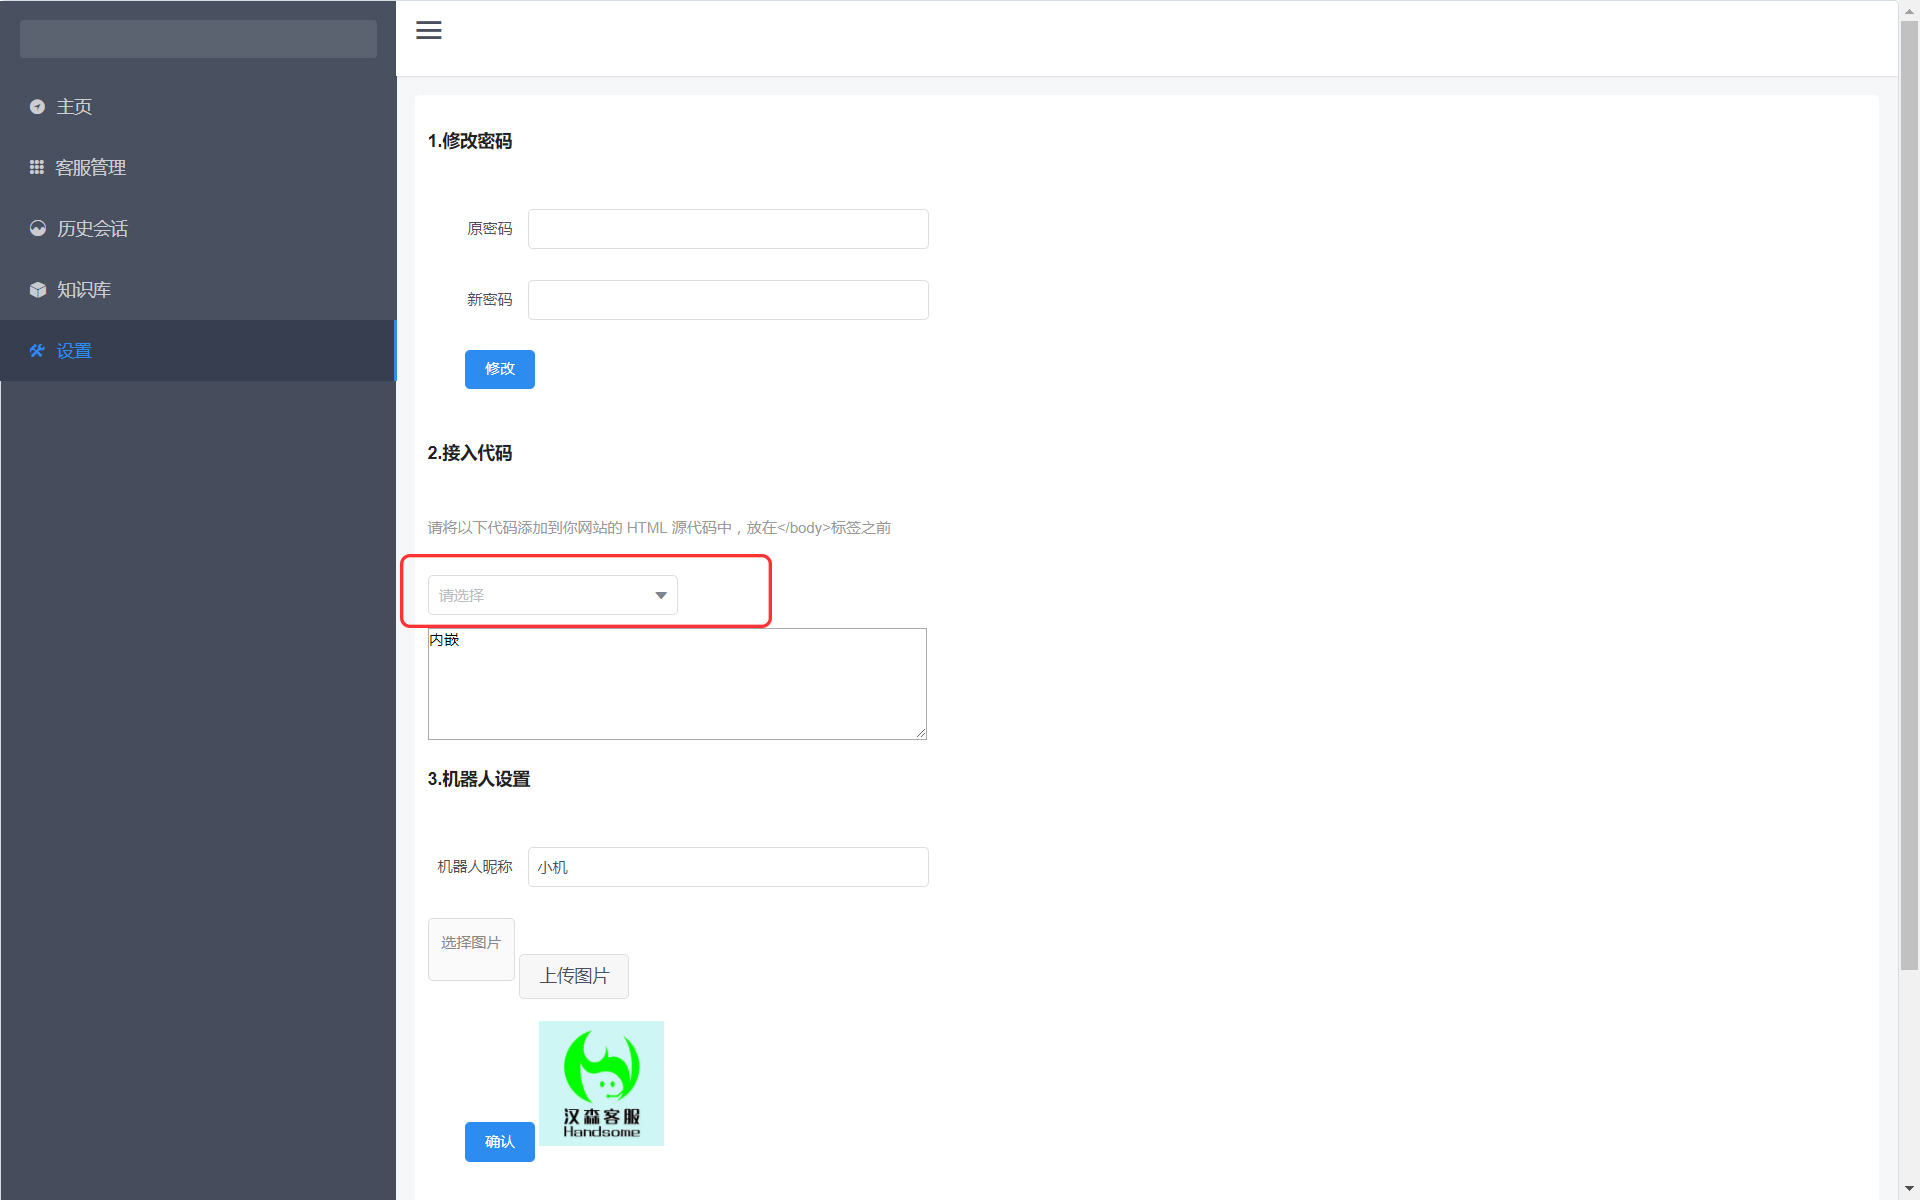 主页
客服管理
历史会话
知识库
设置
1.修改密码
原密码
新密码
修改
2.接入代码
请将以下代码添加到你网站的 HTML 源代码中，放在</body>标签之前
请选择
内嵌
3.机器人设置
机器人昵称 小机
选择图片
上传图片
汉森客服
Handsome
确认